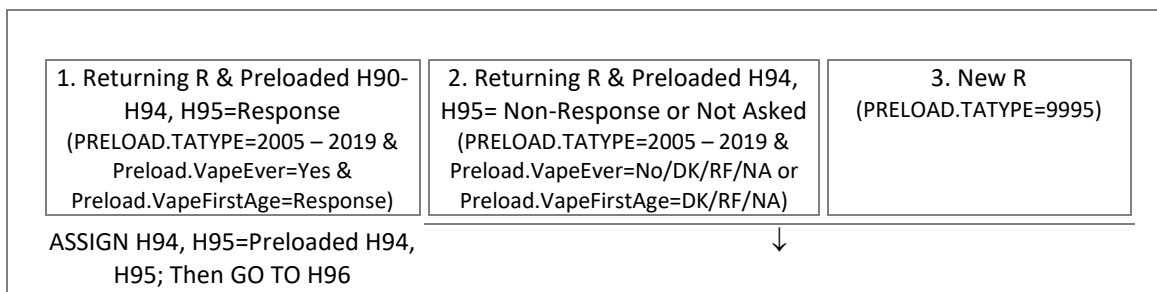 1. Returning R & Preloaded H90-
H94, H95=Response
(PRELOAD.TATYPE=2005 – 2019 &
Preload.VapeEver=Yes &
Preload.VapeFirstAge=Response)
2. Returning R & Preloaded H94,
H95= Non-Response or Not Asked
(PRELOAD.TATYPE=2005 – 2019 &
Preload.VapeEver=No/DK/RF/NA or
Preload.VapeFirstAge=DK/RF/NA)
3. New R
(PRELOAD.TATYPE=9995)
ASSIGN H94, H95=Preloaded H94,
H95; Then GO TO H96
↓